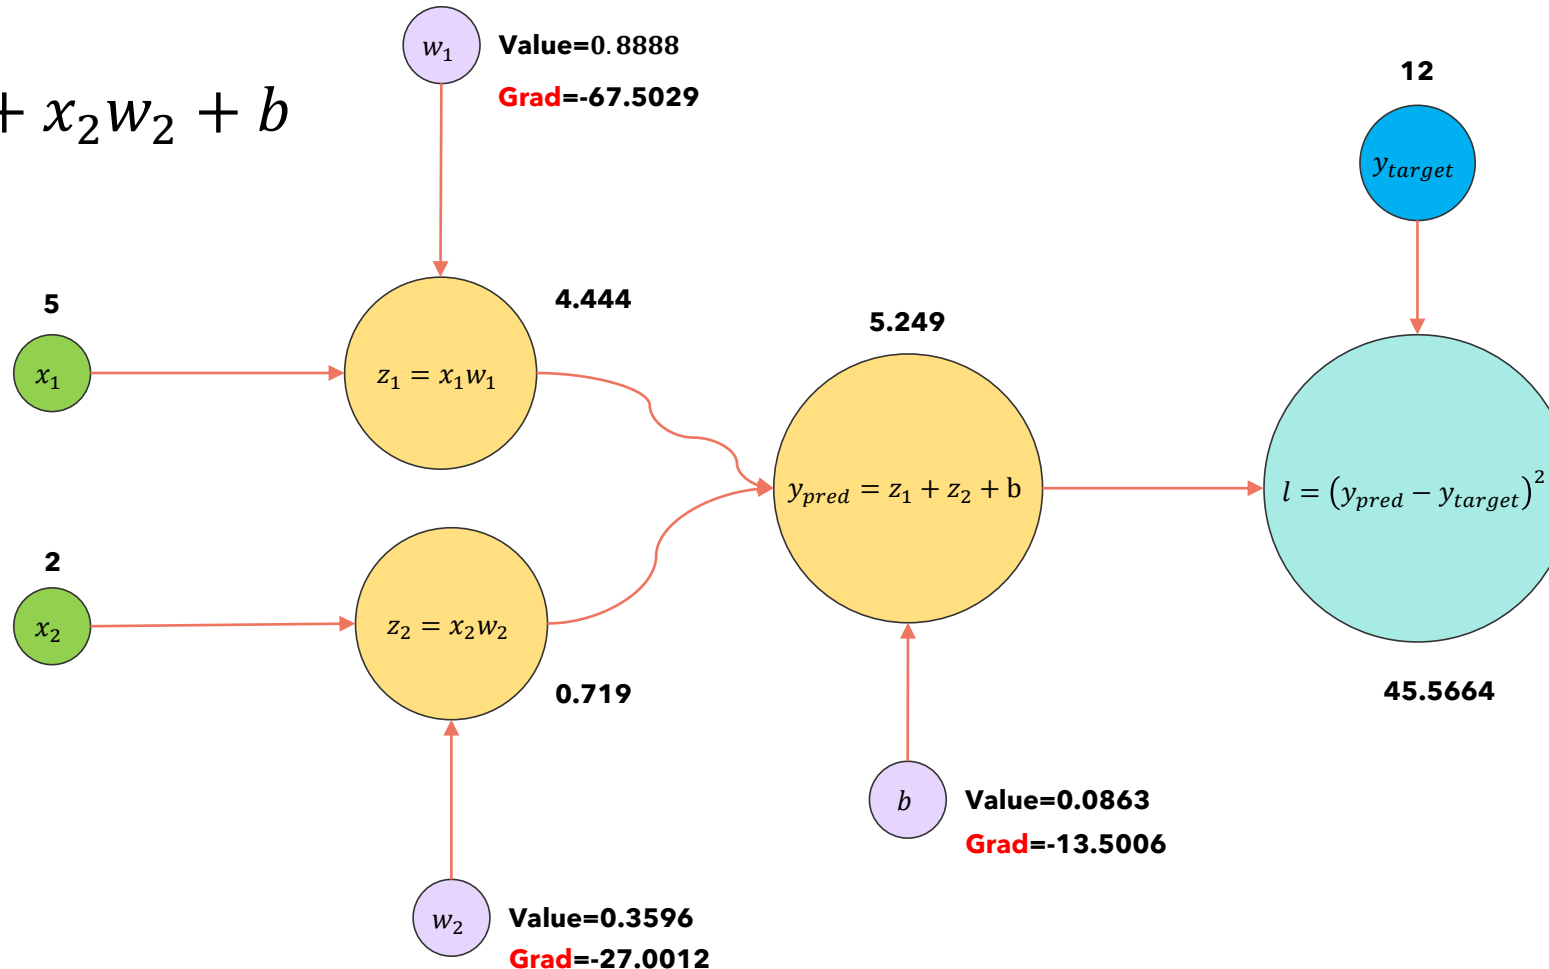 w₁
Value=0.8888
Grad=-67.5029
+ x₂w₂ + b
12
y_target
5
x₁
z₁ = x₁w₁
4.444
5.249
y_pred = z₁ + z₂ + b
l = (y_pred − y_target)²
2
x₂
z₂ = x₂w₂
0.719
45.5664
b
Value=0.0863
Grad=-13.5006
w₂
Value=0.3596
Grad=-27.0012